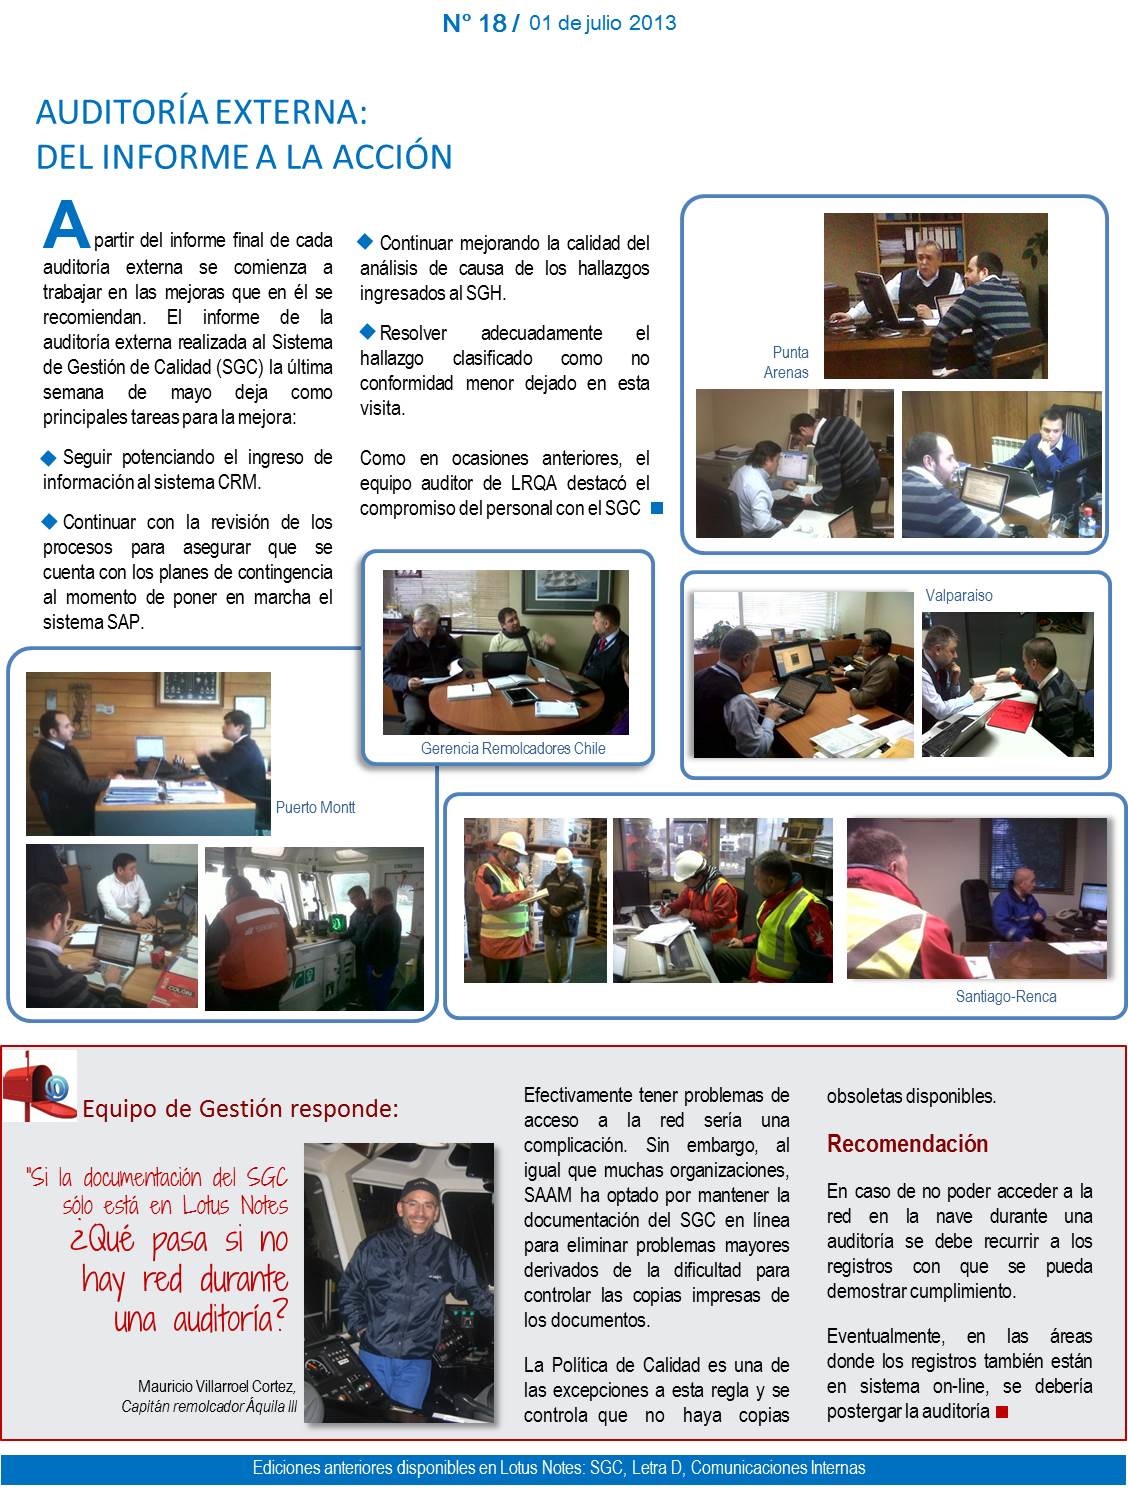 N° 18 / 01 de julio 2013
AUDITORÍA EXTERNA:
DEL INFORME A LA ACCIÓN
A partir del informe final de cada
auditoría externa se comienza a
trabajar en las mejoras que en él se
recomiendan. El informe de la
auditoría externa realizada al Sistema
de Gestión de Calidad (SGC) la última
semana de mayo deja como
principales tareas para la mejora:
Seguir potenciando el ingreso de
información al sistema CRM.
Continuar con la revisión de los
procesos para asegurar que se
cuenta con los planes de contingencia
al momento de poner en marcha el
sistema SAP.
Continuar mejorando la calidad del
análisis de causa de los hallazgos
ingresados al SGH.
Resolver adecuadamente el
hallazgo clasificado como no
conformidad menor dejado en esta
visita.
Como en ocasiones anteriores, el
equipo auditor de LRQA destacó el
compromiso del personal con el SGC
Punta
Arenas
Valparaiso
Gerencia Remolcadores Chile
Puerto Montt
COLÓN
Santiago-Renca
Equipo de Gestión responde:
"Si la documentación del SGC
sólo está en Lotus Notes
¿Qué pasa si no
hay red durante
una auditoría?
Mauricio Villarroel Cortez,
Capitán remolcador Áquila III
Efectivamente tener problemas de
acceso a la red sería una
complicación. Sin embargo, al
igual que muchas organizaciones,
SAAM ha optado por mantener la
documentación del SGC en línea
para eliminar problemas mayores
derivados de la dificultad para
controlar las copias impresas de
los documentos.
La Política de Calidad es una de
las excepciones a esta regla y se
controla que no haya copias
obsoletas disponibles.
Recomendación
En caso de no poder acceder a la
red en la nave durante una
auditoría se debe recurrir a los
registros con que se pueda
demostrar cumplimiento.
Eventualmente, en las áreas
donde los registros también están
en sistema on-line, se debería
postergar la auditoría
Ediciones anteriores disponibles en Lotus Notes: SGC, Letra D, Comunicaciones Internas